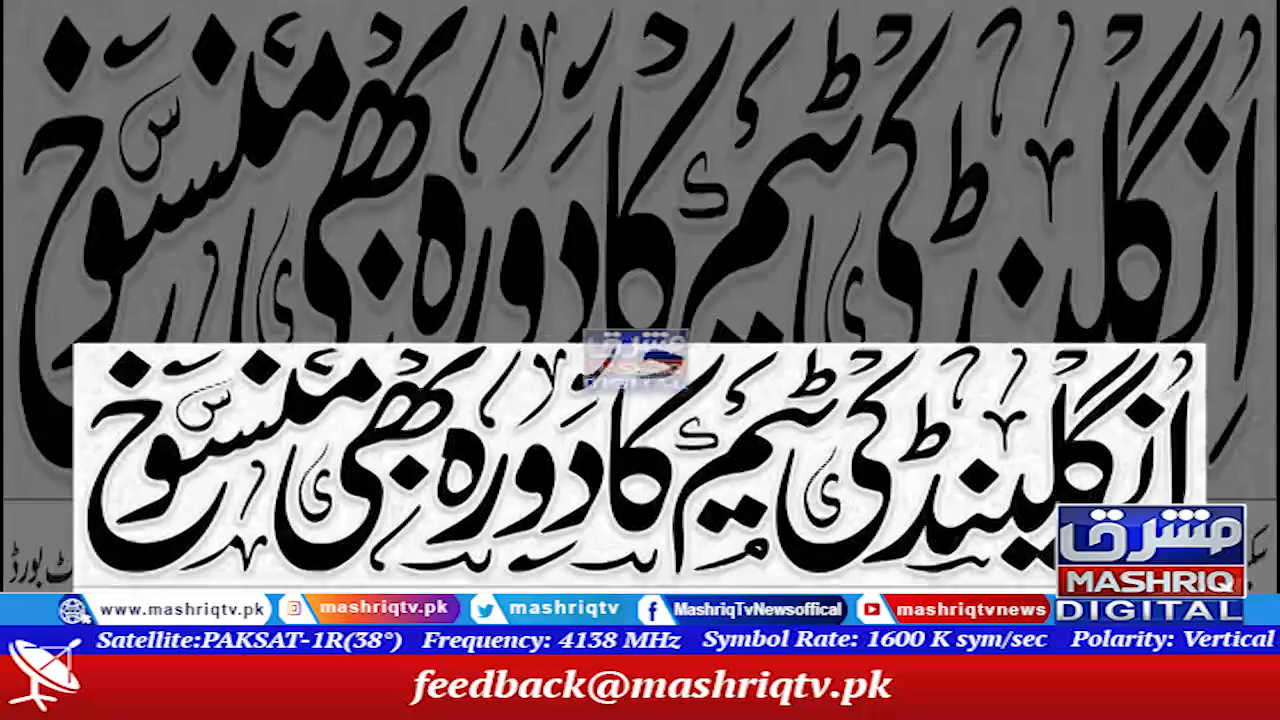 انگلینڈ کی ٹیم کا دورہ بھی منسوخ
مشرق
انگلینڈ کی ٹیم کا دورہ بھی منسوخ
ٹ بورڈ
مشرق
MASHRIQ
DIGITAL
www.mashriqtv.pk mashriqtv.pk mashriqtv MashriqTvNewsoffical mashriqtvnews
Satellite:PAKSAT-1R(38°) Frequency: 4138 MHz Symbol Rate: 1600 K sym/sec Polarity: Vertical
feedback@mashriqtv.pk